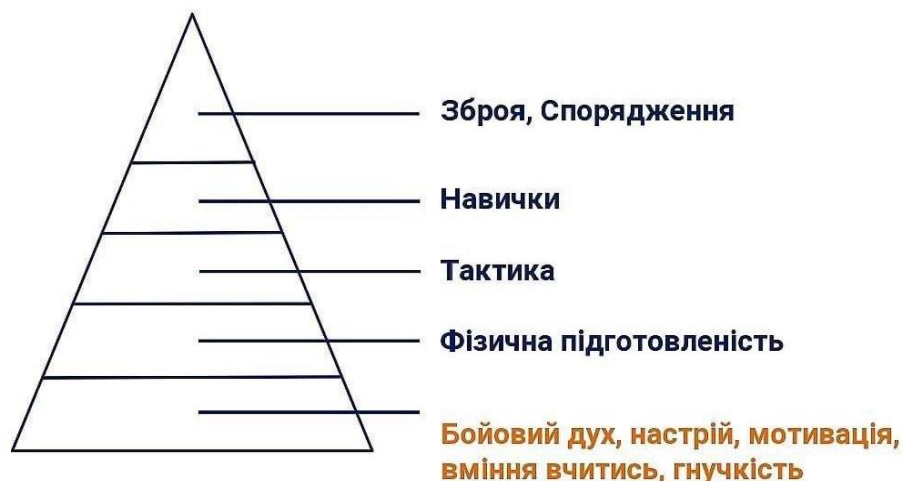 Зброя, Спорядження
Навички
Тактика
Фізична підготовленість
Бойовий дух, настрій, мотивація,
вміння вчитись, гнучкість